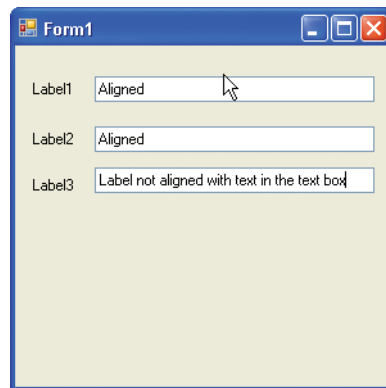 Form1
Label1 Aligned
Label2 Aligned
Label3 Label not aligned with text in the text box